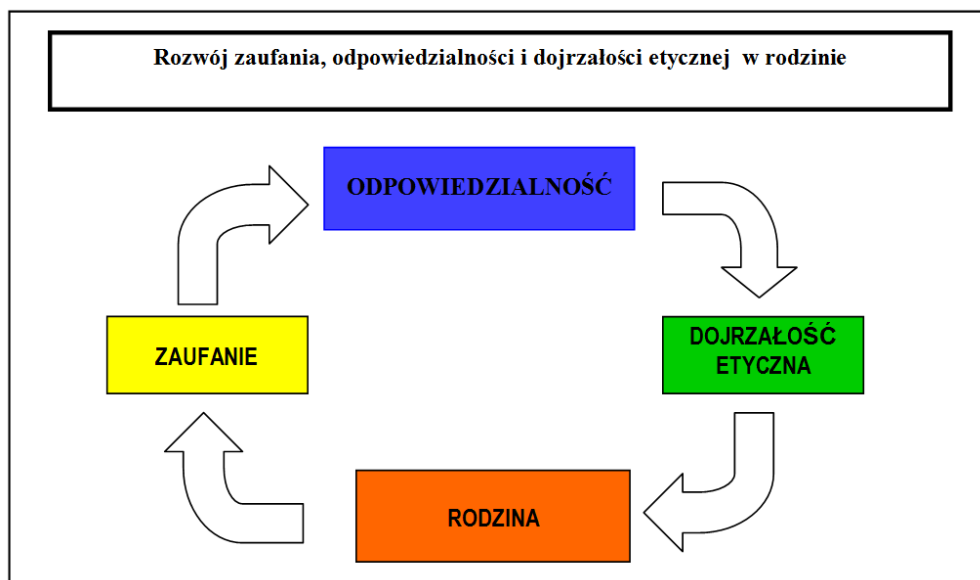 Rozwój zaufania, odpowiedzialności i dojrzałości etycznej w rodzinie
ODPOWIEDZIALNOŚĆ
ZAUFANIE
DOJRZAŁOŚĆ
ETYCZNA
RODZINA